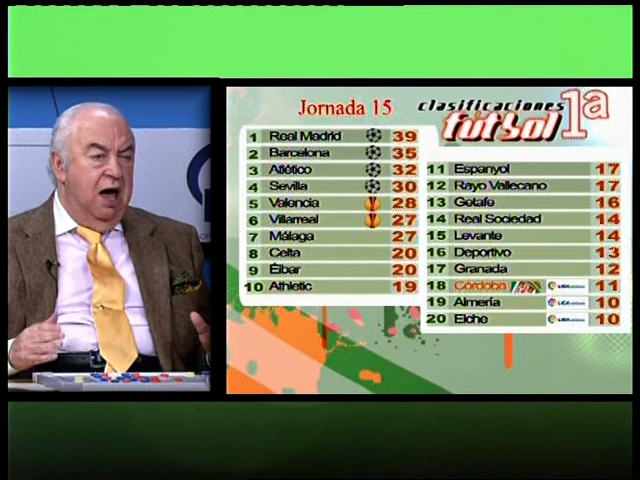 Jornada 15
clasificaciones
fútbol 1ª
1 Real Madrid 39
2 Barcelona 35
3 Atlético 32
4 Sevilla 30
5 Valencia 28
6 Villarreal 27
7 Málaga 27
8 Celta 20
9 Éibar 20
10 Athletic 19
11 Espanyol 17
12 Rayo Vallecano 17
13 Getafe 16
14 Real Sociedad 14
15 Levante 14
16 Deportivo 13
17 Granada 12
18 Córdoba LIGA 11
19 Almería LIGA 10
20 Elche LIGA 10